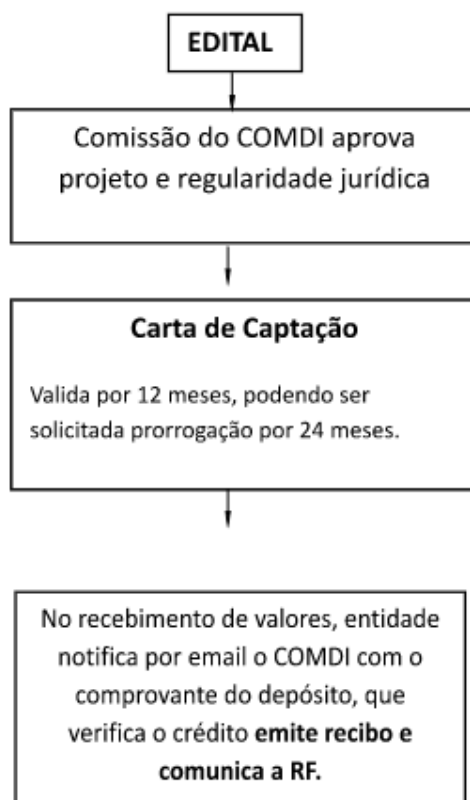 EDITAL
Comissão do COMDI aprova
projeto e regularidade jurídica
Carta de Captação
Valida por 12 meses, podendo ser
solicitada prorrogação por 24 meses.
No recebimento de valores, entidade
notifica por email o COMDI com o
comprovante do depósito, que
verifica o crédito emite recibo e
comunica a RF.